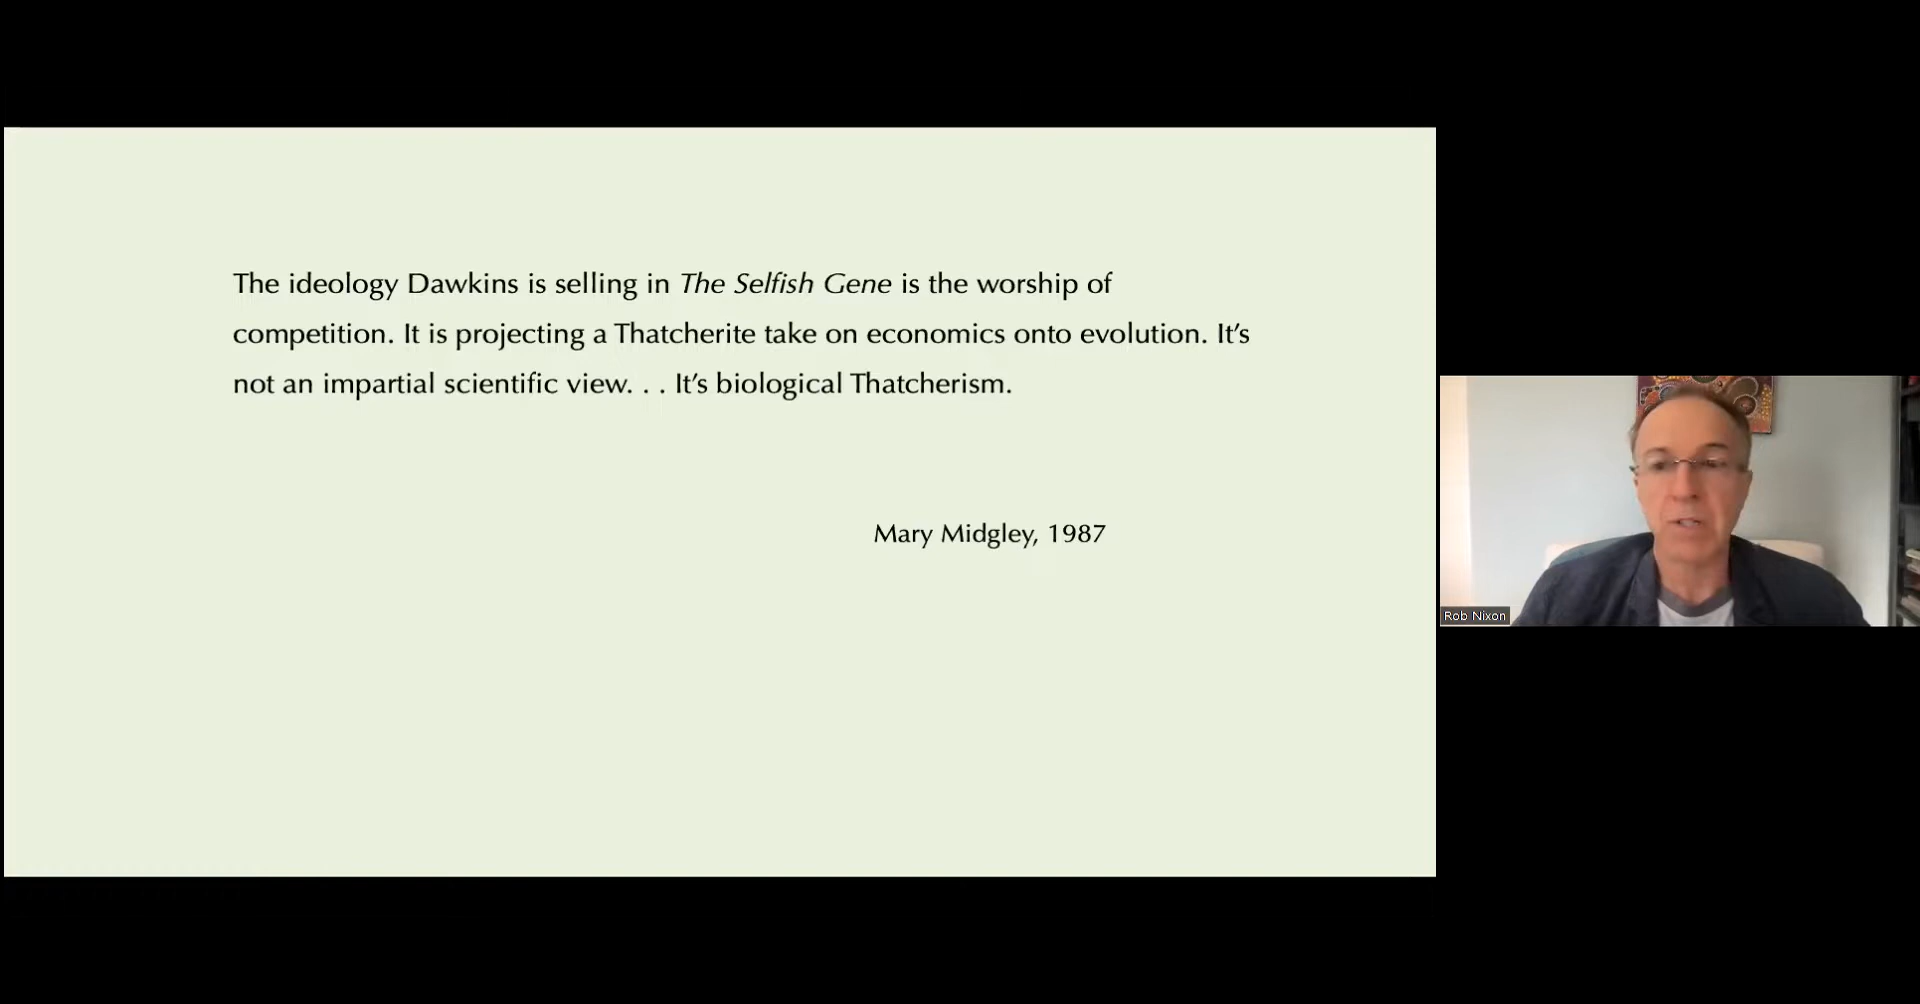 The ideology Dawkins is selling in The Selfish Gene is the worship of
competition. It is projecting a Thatcherite take on economics onto evolution. It’s
not an impartial scientific view. . . It’s biological Thatcherism.
Mary Midgley, 1987
Rob Nixon